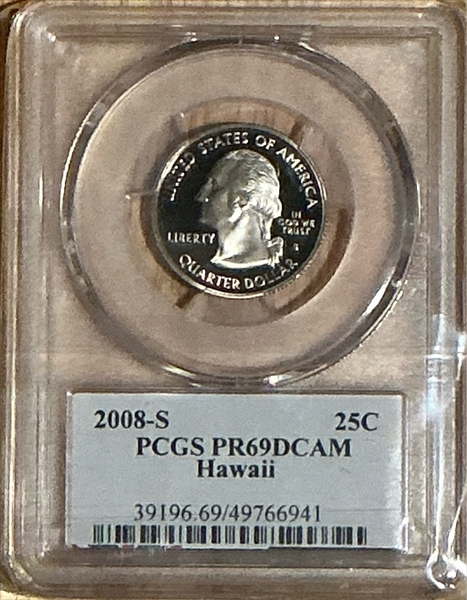 UNITED STATES OF AMERICA
IN
GOD WE
TRUST
LIBERTY
S
QUARTER DOLLAR
2008-S 25C
PCGS PR69DCAM
Hawaii
39196.69/49766941